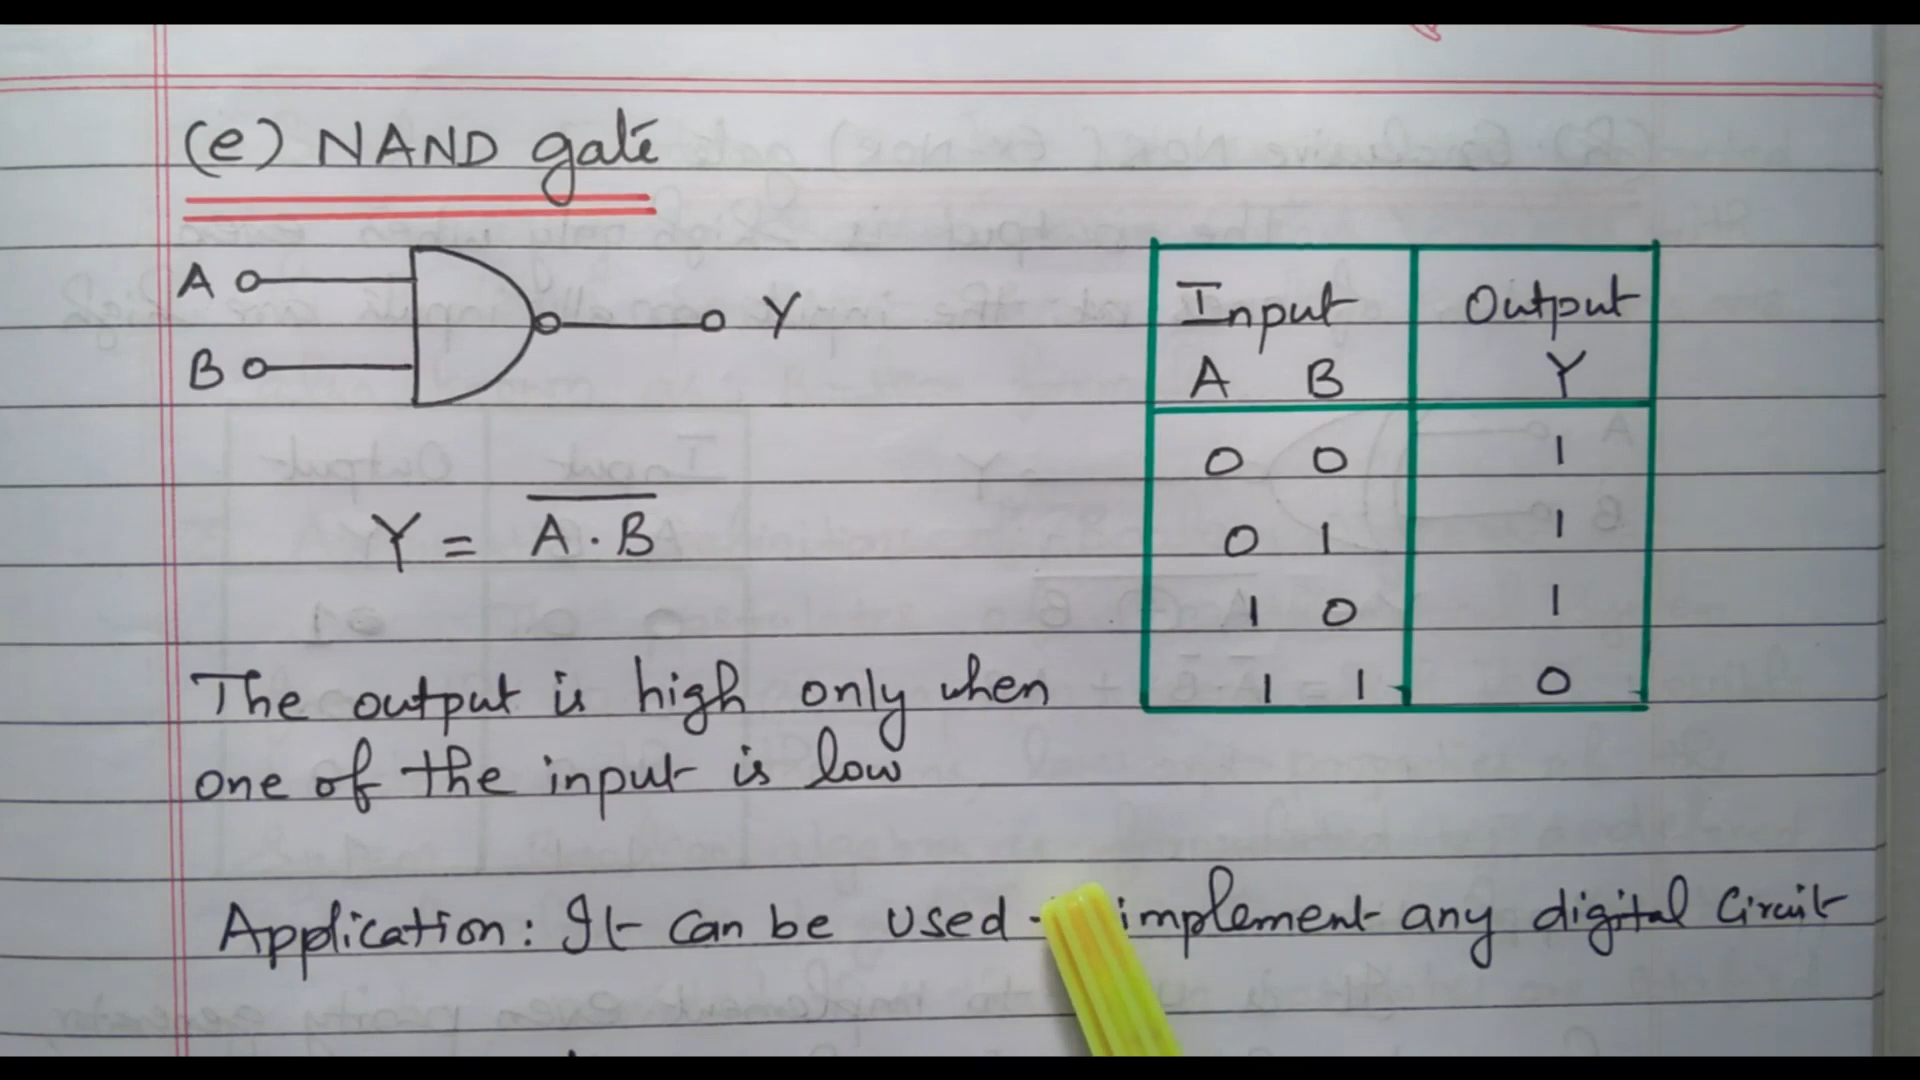 (e) NAND gate
A
B
Y
Y = \overline{A . B}
The output is high only when
one of the input is low
Input Output
A B Y
0 0 1
0 1 1
1 0 1
1 1 0
Application: It can be used implement any digital Circuit